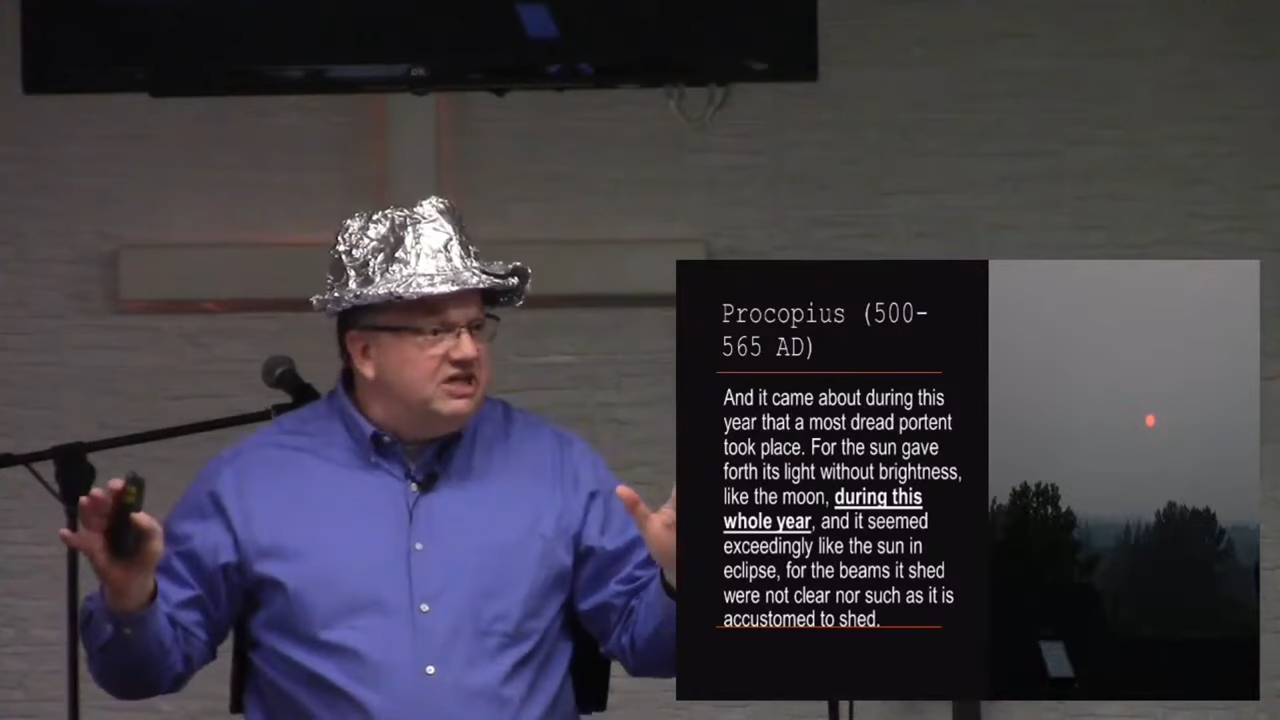 Procopius (500-
565 AD)
And it came about during this
year that a most dread portent
took place. For the sun gave
forth its light without brightness,
like the moon, during this
whole year, and it seemed
exceedingly like the sun in
eclipse, for the beams it shed
were not clear nor such as it is
accustomed to shed.